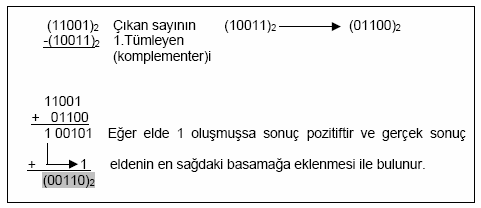 (11001)₂ Çıkan sayının (10011)₂ (01100)₂
-(10011)₂ 1.Tümleyen
(komplementer)i
11001
+ 01100
1 00101 Eğer elde 1 oluşmuşsa sonuç pozitiftir ve gerçek sonuç
+ 1 eldenin en sağdaki basamağa eklenmesi ile bulunur.
(00110)₂